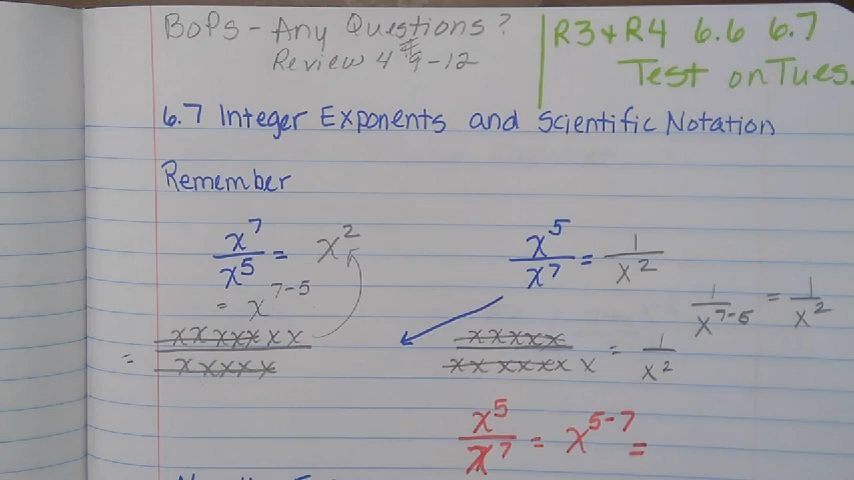 BOPS - Any Questions?
Review 4 # 9-12
R3 + R4 6.6 6.7
Test on Tues.
6.7 Integer Exponents and Scientific Notation
Remember
x^7/x^5 = x^2
= x^(7-5)
= xxxxxxx/xxxxx
x^5/x^7 = 1/x^2
1/x^(7-5) = 1/x^2
xxxxx/xxxxxxx = 1/x^2
x^5/x^7 = x^(5-7) =